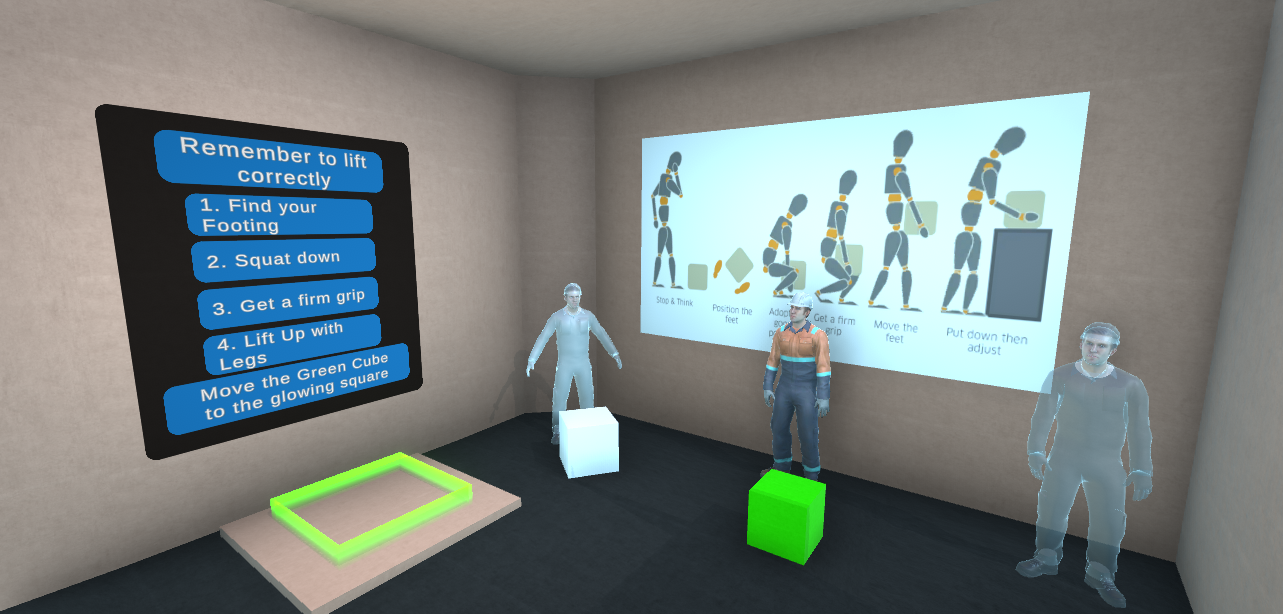 Remember to lift
correctly
1. Find your
Footing
2. Squat down
3. Get a firm grip
4. Lift Up with
Legs
Move the Green Cube
to the glowing square
Stop & Think
Position the
feet
Adopt
Get a firm
grip
Move the
feet
Put down then
adjust